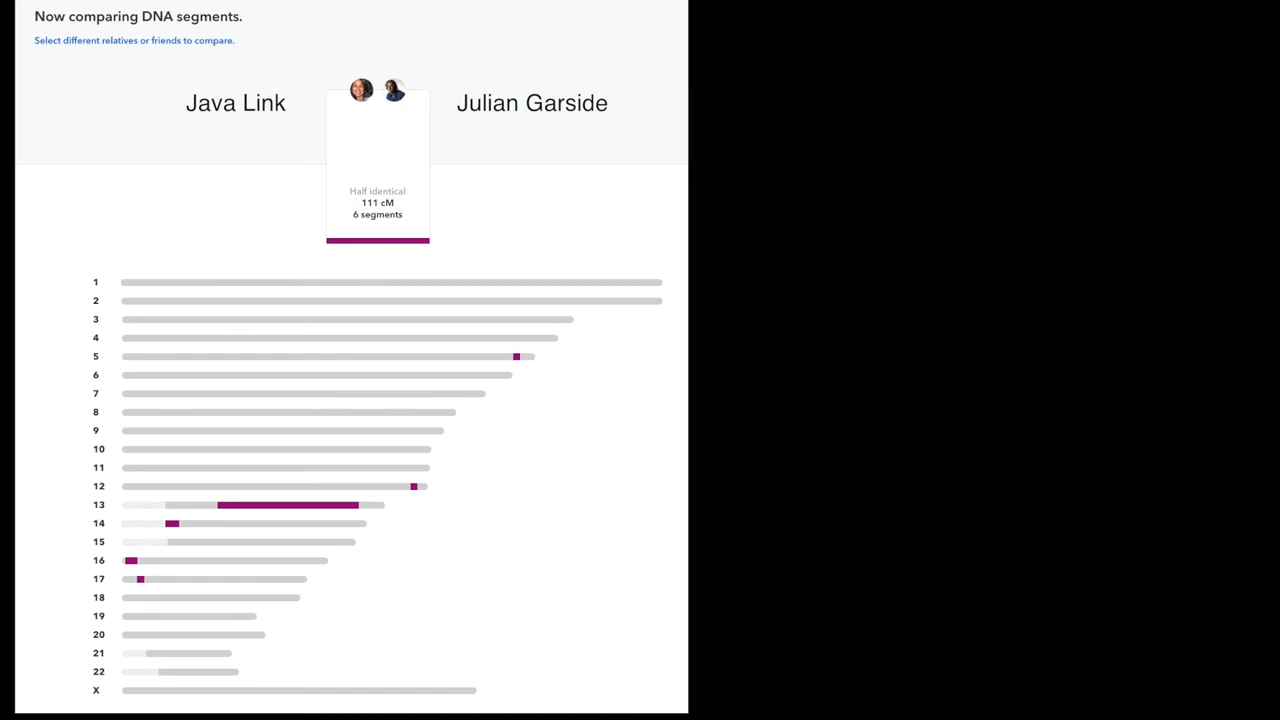 Now comparing DNA segments.
Select different relatives or friends to compare.
Java Link
Julian Garside
Half identical
111 cM
6 segments
1
2
3
4
5
6
7
8
9
10
11
12
13
14
15
16
17
18
19
20
21
22
X